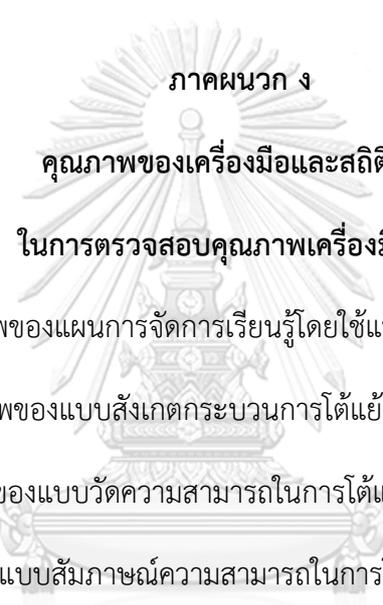 ภาคผนวก ง
คุณภาพของเครื่องมือและสถิติ
ในการตรวจสอบคุณภาพเครื่องมื
พของแผนการจัดการเรียนรู้โดยใช้แ
พของแบบสังเกตกระบวนการโต้แย้
ของแบบวัดความสามารถในการโต้แ
แบบสัมภาษณ์ความสามารถในการโ